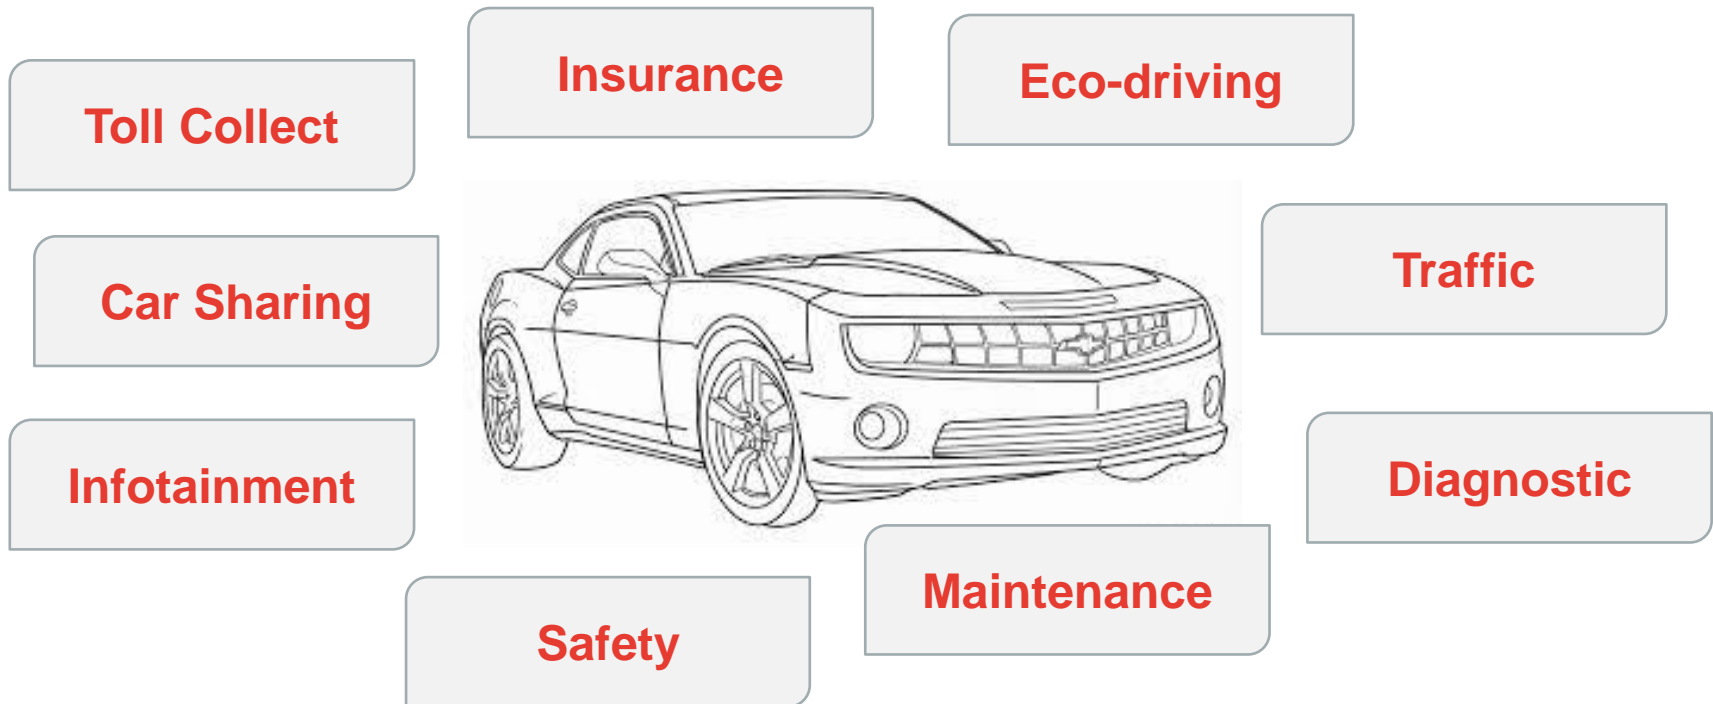 Insurance
Eco-driving
Toll Collect
Traffic
Car Sharing
Diagnostic
Infotainment
Maintenance
Safety